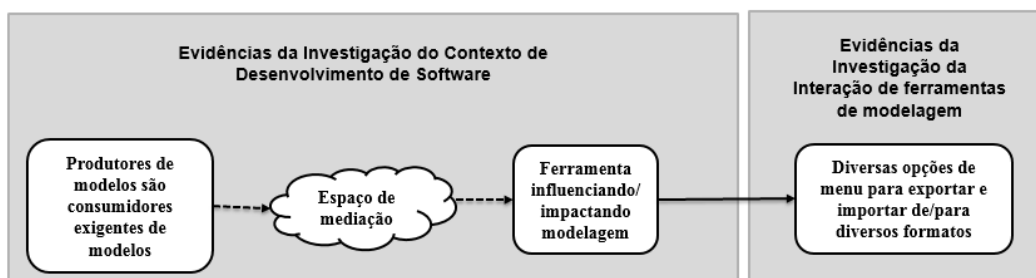 Evidências da Investigação do Contexto de
Desenvolvimento de Software
Produtores de
modelos são
consumidores
exigentes de
modelos
Espaço de
mediação
Ferramenta
influenciando/
impactando
modelagem
Evidências da
Investigação da
Interação de ferramentas
de modelagem
Diversas opções de
menu para exportar e
importar de/para
diversos formatos